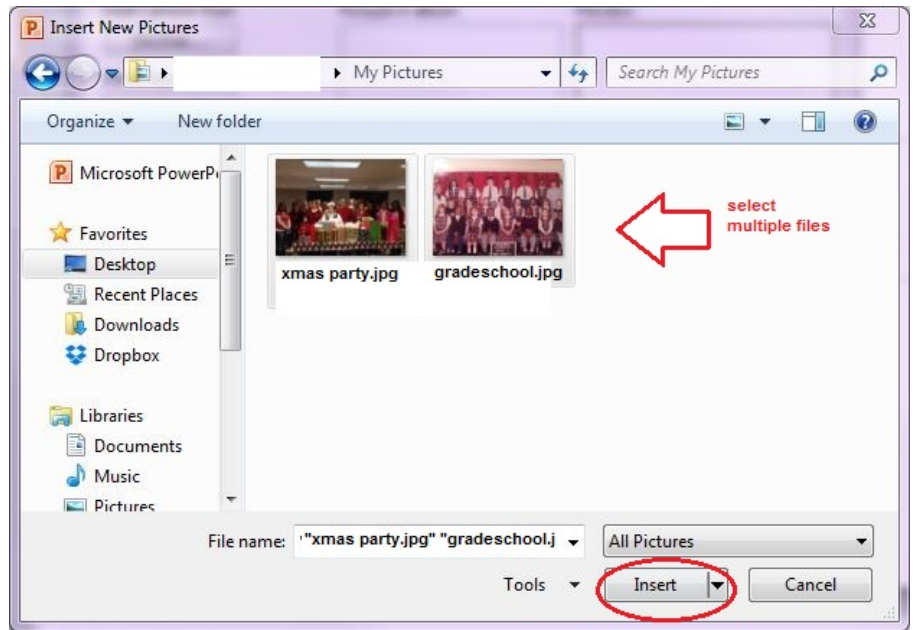 Insert New Pictures
My Pictures
Search My Pictures
Organize
New folder
Microsoft PowerP
Favorites
Desktop
Recent Places
Downloads
Dropbox
Libraries
Documents
Music
Pictures
xmas party.jpg
gradeschool.jpg
select
multiple files
File name:
"xmas party.jpg" "gradeschool.j
All Pictures
Tools
Insert
Cancel